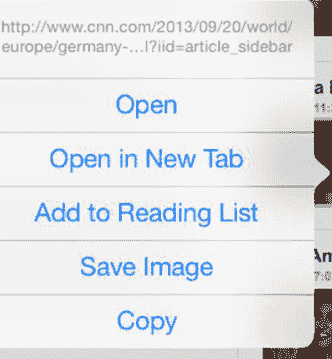 http://www.cnn.com/2013/09/20/world/
europe/germany-...l?iid=article_sidebar
Open
Open in New Tab
Add to Reading List
Save Image
Copy